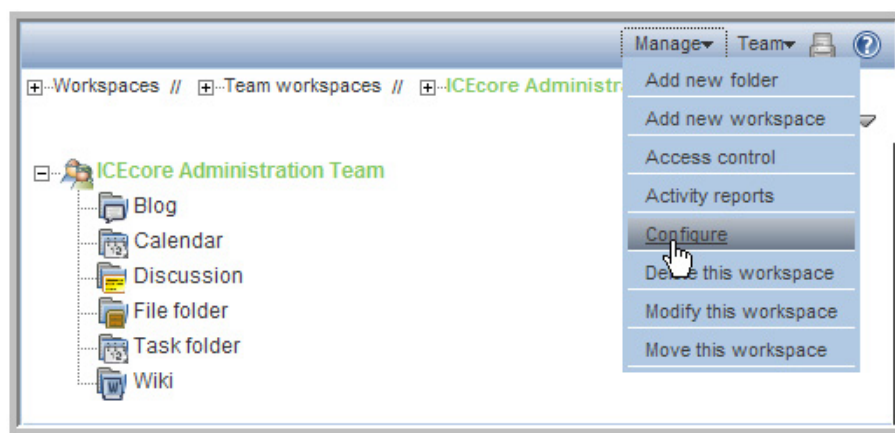 Manage Team
Workspaces // Team workspaces // ICEcore Administr
Add new folder
Add new workspace
Access control
Activity reports
Configure
Delete this workspace
Modify this workspace
Move this workspace
ICEcore Administration Team
Blog
Calendar
Discussion
File folder
Task folder
Wiki